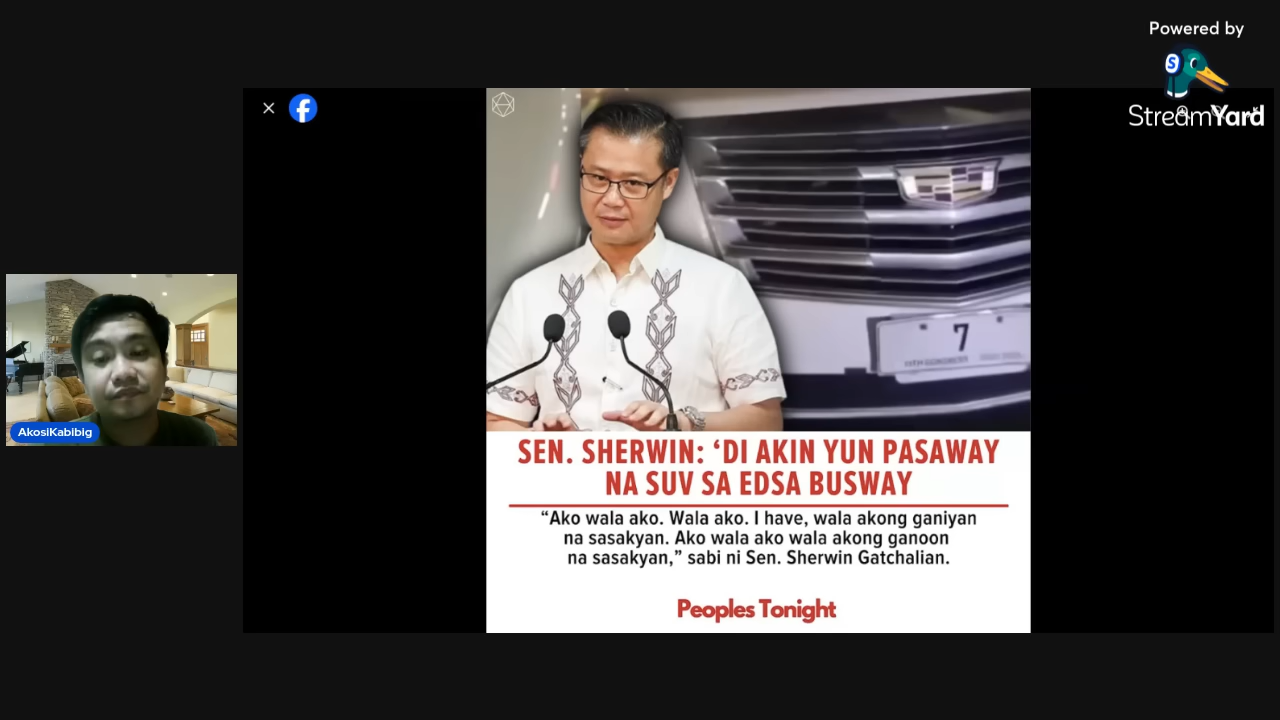 Powered by
StreamYard
SEN. SHERWIN: ‘DI AKIN YUN PASAWAY
NA SUV SA EDSA BUSWAY
“Ako wala ako. Wala ako. I have, wala akong ganiyan
na sasakyan. Ako wala ako wala akong ganoon
na sasakyan,” sabi ni Sen. Sherwin Gatchalian.
Peoples Tonight
7
AkosiKabibig